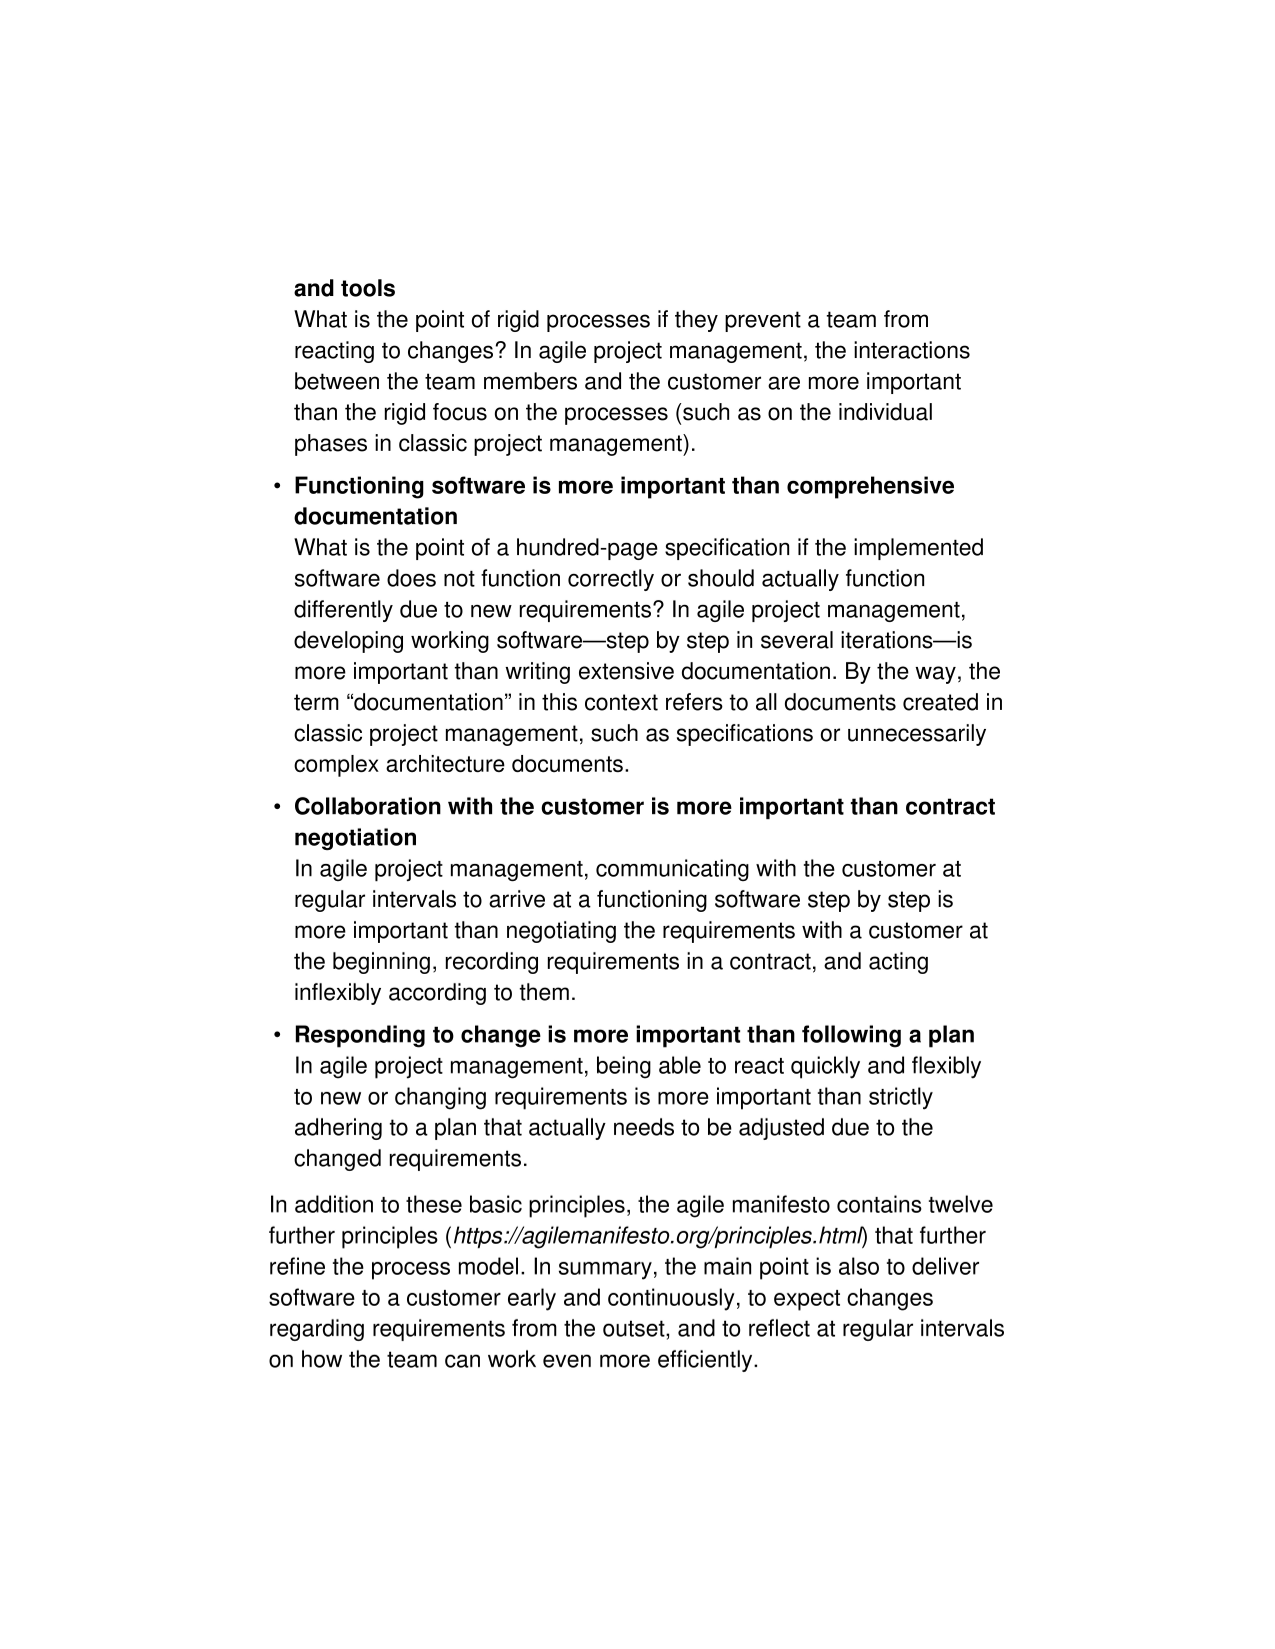 and tools
What is the point of rigid processes if they prevent a team from
reacting to changes? In agile project management, the interactions
between the team members and the customer are more important
than the rigid focus on the processes (such as on the individual
phases in classic project management).
• Functioning software is more important than comprehensive
documentation
What is the point of a hundred-page specification if the implemented
software does not function correctly or should actually function
differently due to new requirements? In agile project management,
developing working software—step by step in several iterations—is
more important than writing extensive documentation. By the way, the
term “documentation” in this context refers to all documents created in
classic project management, such as specifications or unnecessarily
complex architecture documents.
• Collaboration with the customer is more important than contract
negotiation
In agile project management, communicating with the customer at
regular intervals to arrive at a functioning software step by step is
more important than negotiating the requirements with a customer at
the beginning, recording requirements in a contract, and acting
inflexibly according to them.
• Responding to change is more important than following a plan
In agile project management, being able to react quickly and flexibly
to new or changing requirements is more important than strictly
adhering to a plan that actually needs to be adjusted due to the
changed requirements.
In addition to these basic principles, the agile manifesto contains twelve
further principles (https://agilemanifesto.org/principles.html) that further
refine the process model. In summary, the main point is also to deliver
software to a customer early and continuously, to expect changes
regarding requirements from the outset, and to reflect at regular intervals
on how the team can work even more efficiently.